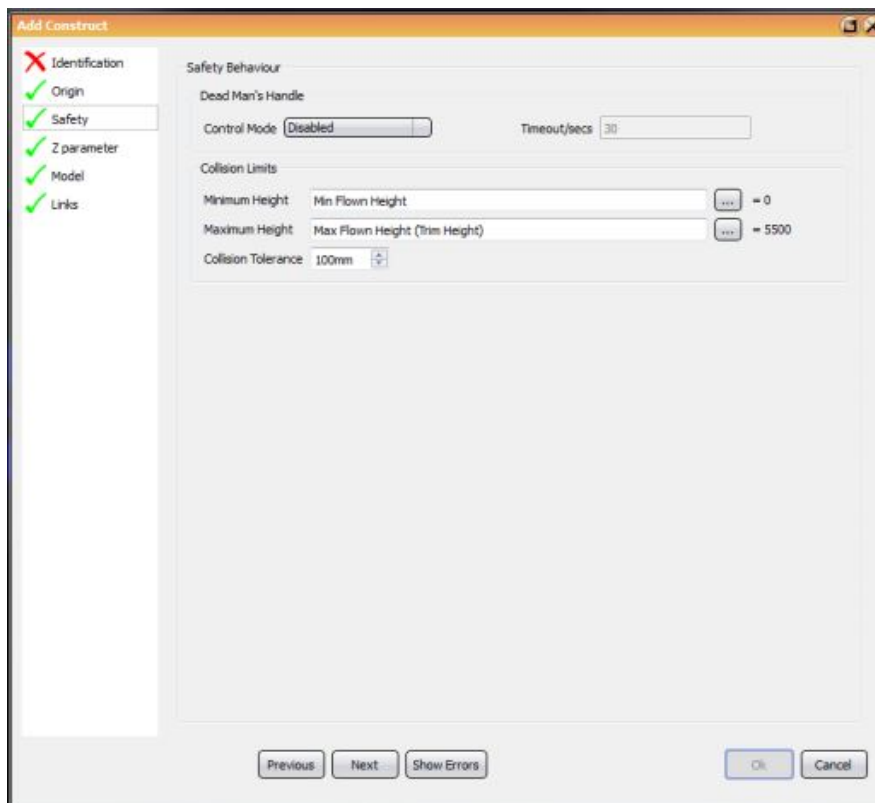 Add Construct
Identification
Origin
Safety
Z parameter
Model
Links
Safety Behaviour
Dead Man's Handle
Control Mode Disabled Timeout/secs 30
Collision Limits
Minimum Height Min Flown Height ... = 0
Maximum Height Max Flown Height (Trim Height) ... = 5500
Collision Tolerance 100mm
Previous Next Show Errors Ok Cancel